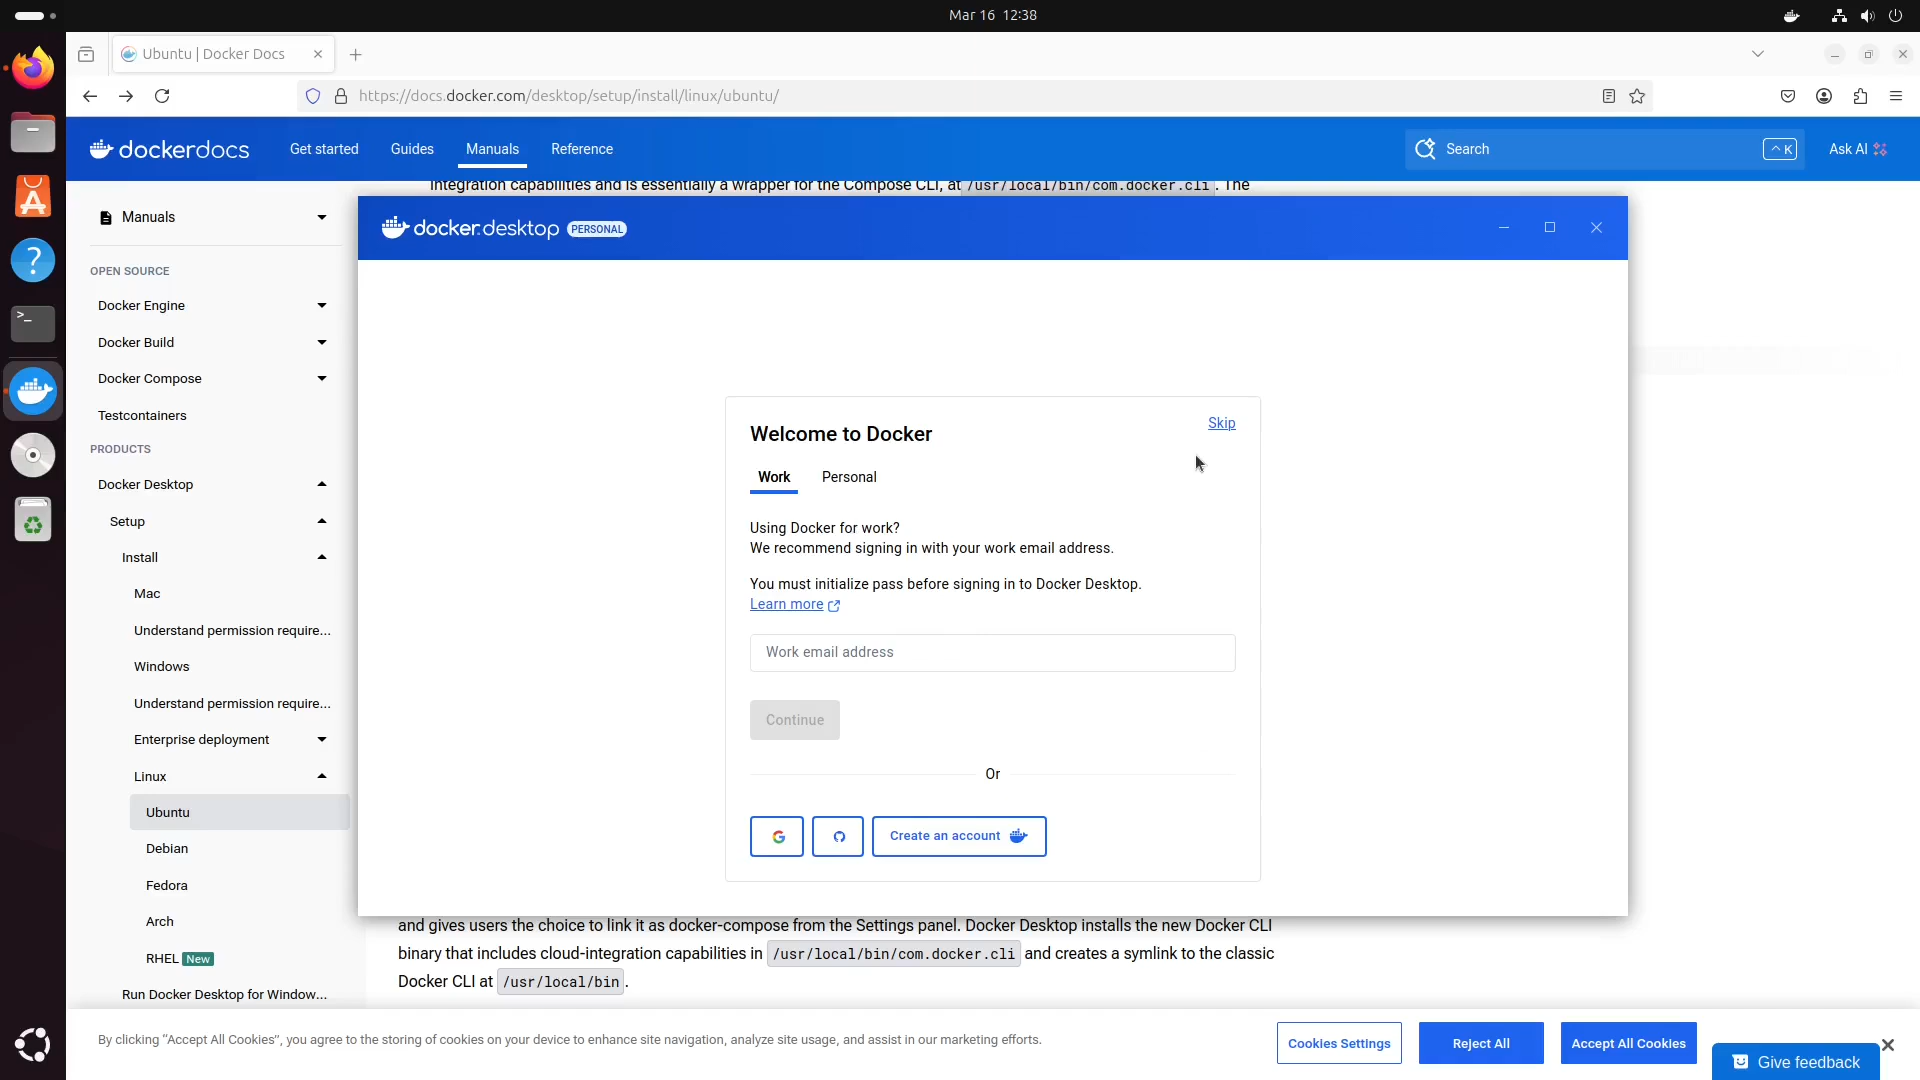 Mar 16 12:38
Ubuntu | Docker Docs
https://docs.docker.com/desktop/setup/install/linux/ubuntu/
dockerdocs
Get started
Guides
Manuals
Reference
Search
^ K
Ask AI
Manuals
OPEN SOURCE
Docker Engine
Docker Build
Docker Compose
Testcontainers
PRODUCTS
Docker Desktop
Setup
Install
Mac
Understand permission require...
Windows
Understand permission require...
Enterprise deployment
Linux
Ubuntu
Debian
Fedora
Arch
RHEL New
Run Docker Desktop for Window...
integration capabilities and is essentially a wrapper for the Compose CLI, at /usr/local/bin/com.docker.cli. The
docker.desktop PERSONAL
Skip
Welcome to Docker
Work
Personal
Using Docker for work?
We recommend signing in with your work email address.
You must initialize pass before signing in to Docker Desktop.
Learn more
Work email address
Continue
Or
G
Create an account
and gives users the choice to link it as docker-compose from the Settings panel. Docker Desktop installs the new Docker CLI
binary that includes cloud-integration capabilities in /usr/local/bin/com.docker.cli and creates a symlink to the classic
Docker CLI at /usr/local/bin.
By clicking “Accept All Cookies”, you agree to the storing of cookies on your device to enhance site navigation, analyze site usage, and assist in our marketing efforts.
Cookies Settings
Reject All
Accept All Cookies
Give feedback